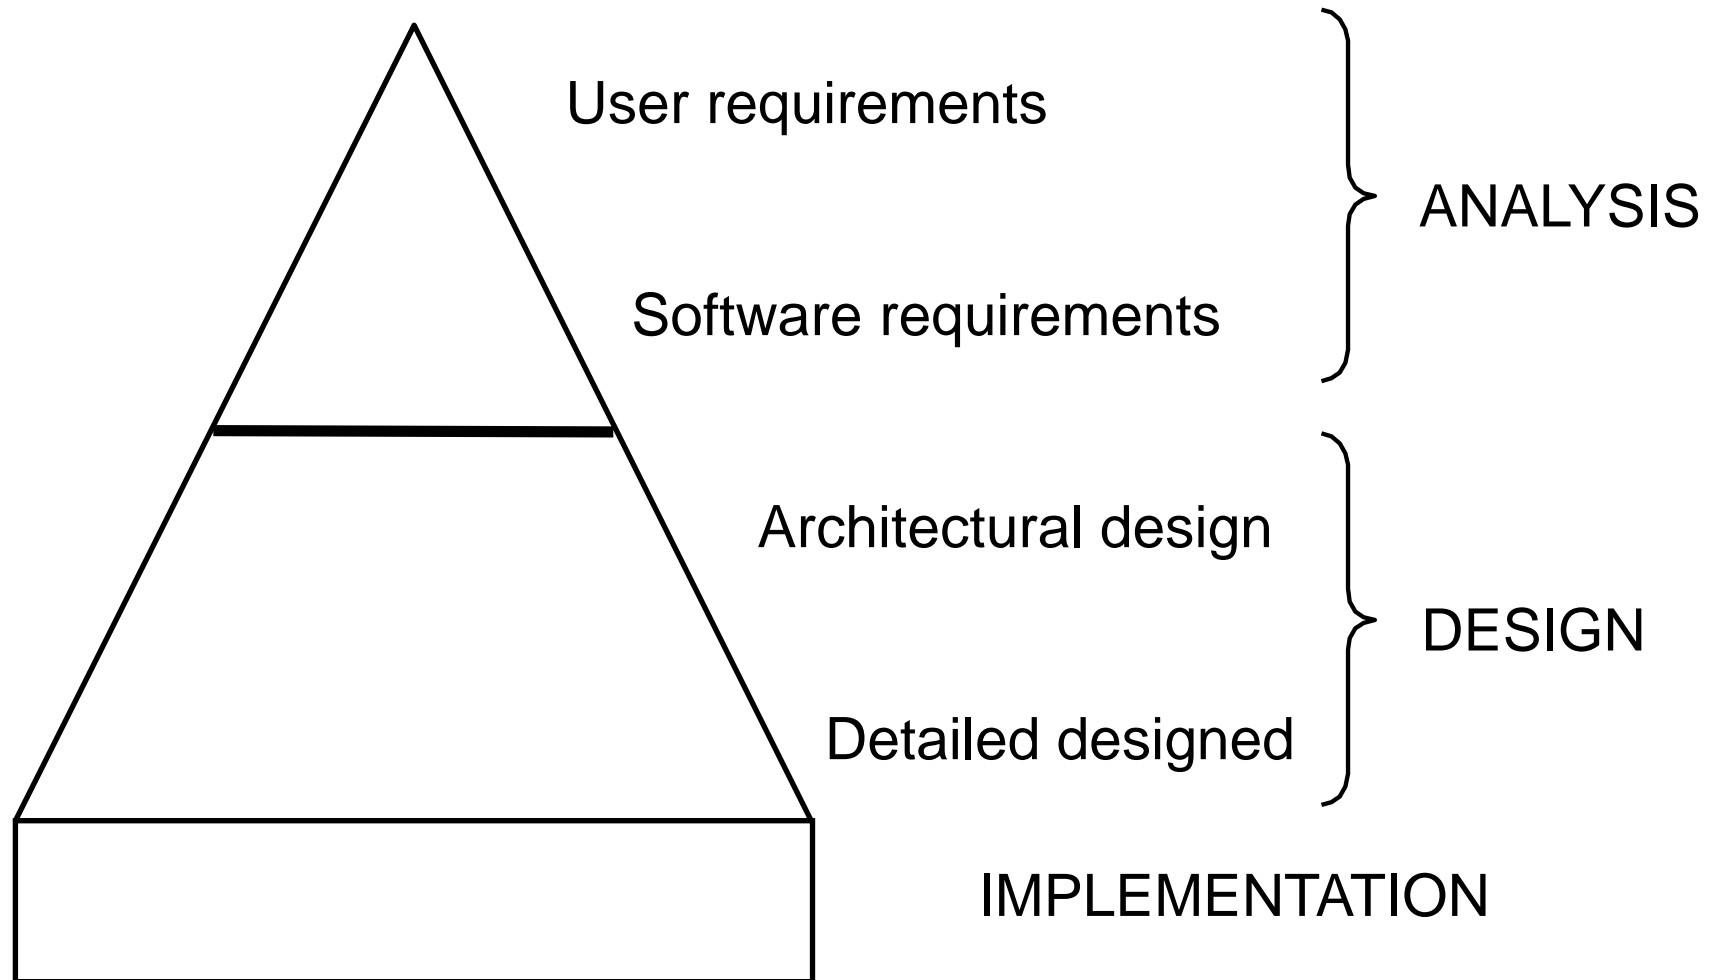 User requirements
ANALYSIS
Software requirements
Architectural design
DESIGN
Detailed designed
IMPLEMENTATION